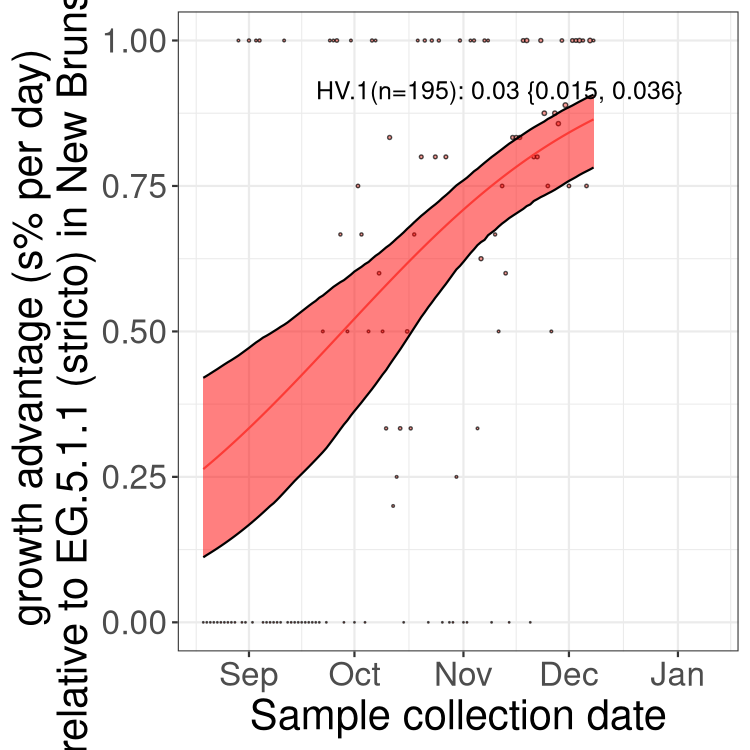 growth advantage (s% per day)
relative to EG.5.1.1 (stricto) in New Bruns
1.00
0.75
0.50
0.25
0.00
HV.1(n=195): 0.03 {0.015, 0.036}
Sep Oct Nov Dec Jan
Sample collection date